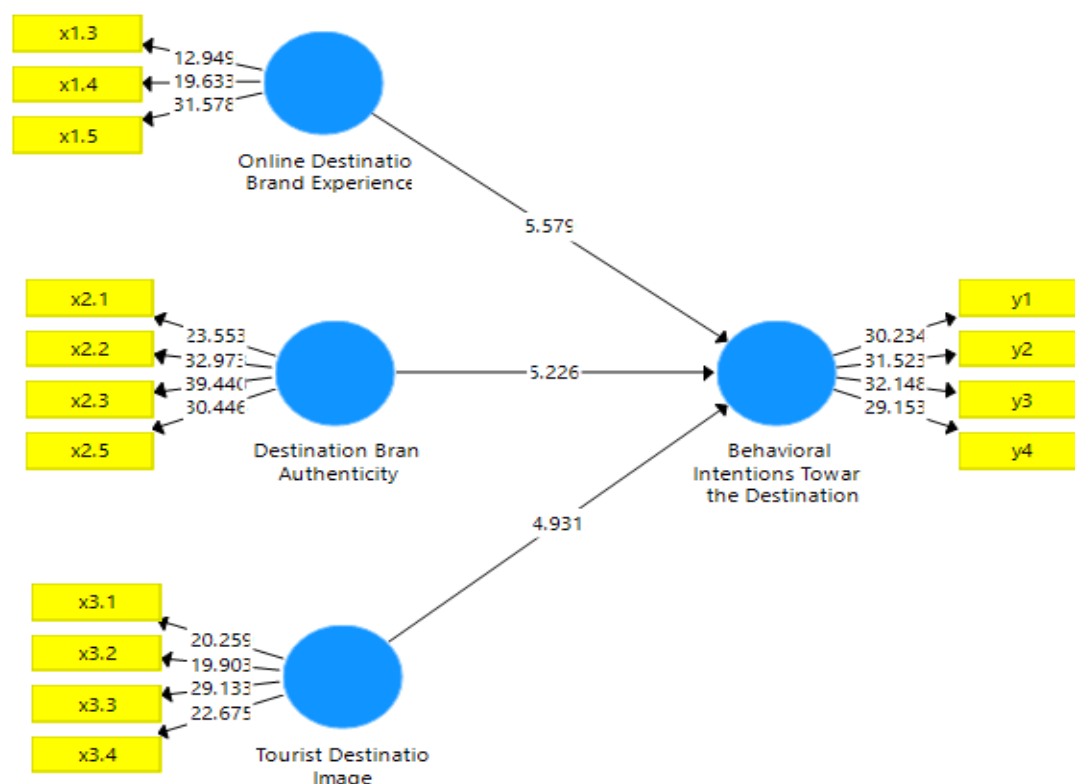 x1.3
x1.4
x1.5
12.949
19.633
31.578
Online Destinatio
Brand Experience
5.579
x2.1
x2.2
x2.3
x2.5
23.553
32.973
39.440
30.446
Destination Bran
Authenticity
5.226
x3.1
x3.2
x3.3
x3.4
20.259
19.903
29.133
22.675
Tourist Destinatio
Image
4.931
Behavioral
Intentions Towar
the Destination
30.234
31.523
32.148
29.153
y1
y2
y3
y4